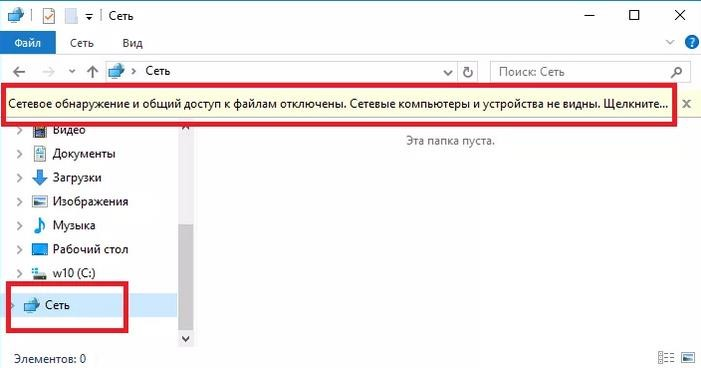 Сеть
Файл Сеть Вид
Сеть
Поиск: Сеть
Сетевое обнаружение и общий доступ к файлам отключены. Сетевые компьютеры и устройства не видны. Щелкните...
Видео
Документы
Загрузки
Изображения
Музыка
Рабочий стол
w10 (C:)
Сеть
Эта папка пуста.
Элементов: 0